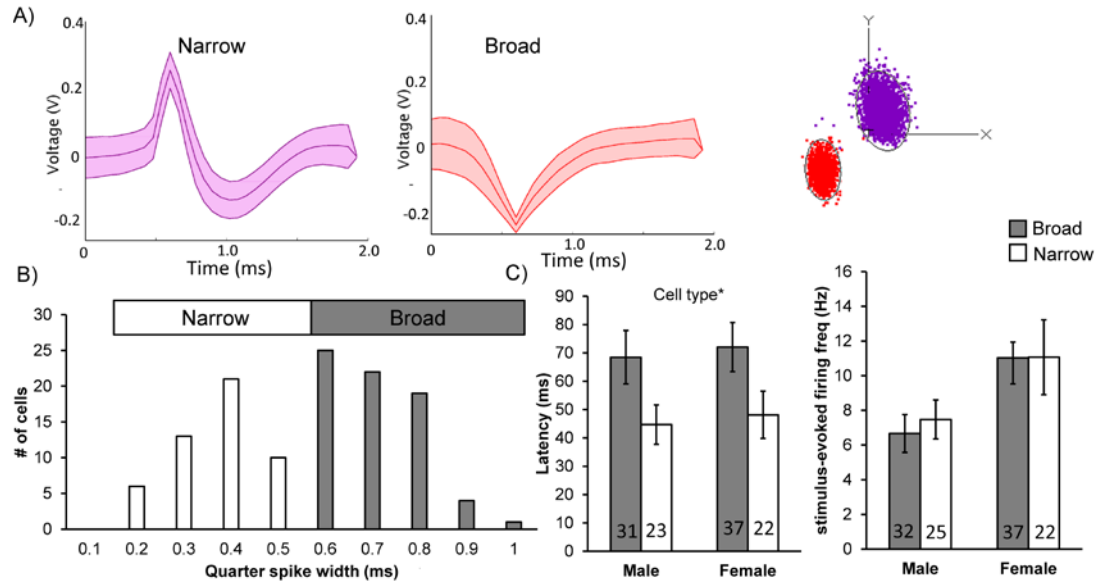 A)
Narrow
Voltage (V)
0.4
0.2
0
-
-0.2
0
1.0
2.0
Time (ms)
Broad
Voltage (V)
0.4
0.2
0
-
-0.2
0
1.0
2.0
Time (ms)
Y
X
Broad
Narrow
B)
Narrow
Broad
# of cells
30
25
20
15
10
5
0
0.1 0.2 0.3 0.4 0.5 0.6 0.7 0.8 0.9 1
Quarter spike width (ms)
C)
Cell type*
Latency (ms)
90
80
70
60
50
40
30
20
10
0
31 23 37 22
Male Female
stimulus-evoked firing freq (Hz)
16
14
12
10
8
6
4
2
0
32 25 37 22
Male Female